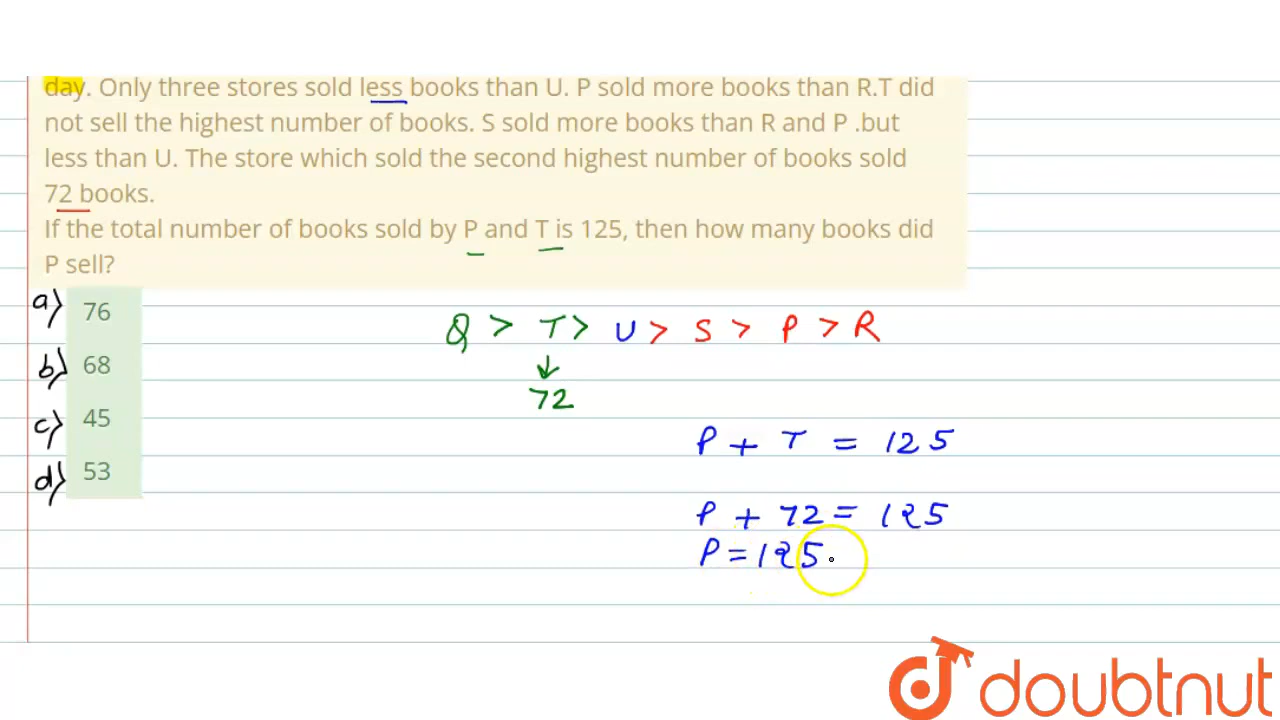 day. Only three stores sold less books than U. P sold more books than R.T did
not sell the highest number of books. S sold more books than R and P .but
less than U. The store which sold the second highest number of books sold
72 books.
If the total number of books sold by P and T is 125, then how many books did
P sell?
a) 76
b) 68
c) 45
d) 53
Q > T > U > S > P > R
↓
72
P + T = 125
P + 72 = 125
P = 125
doubtnut